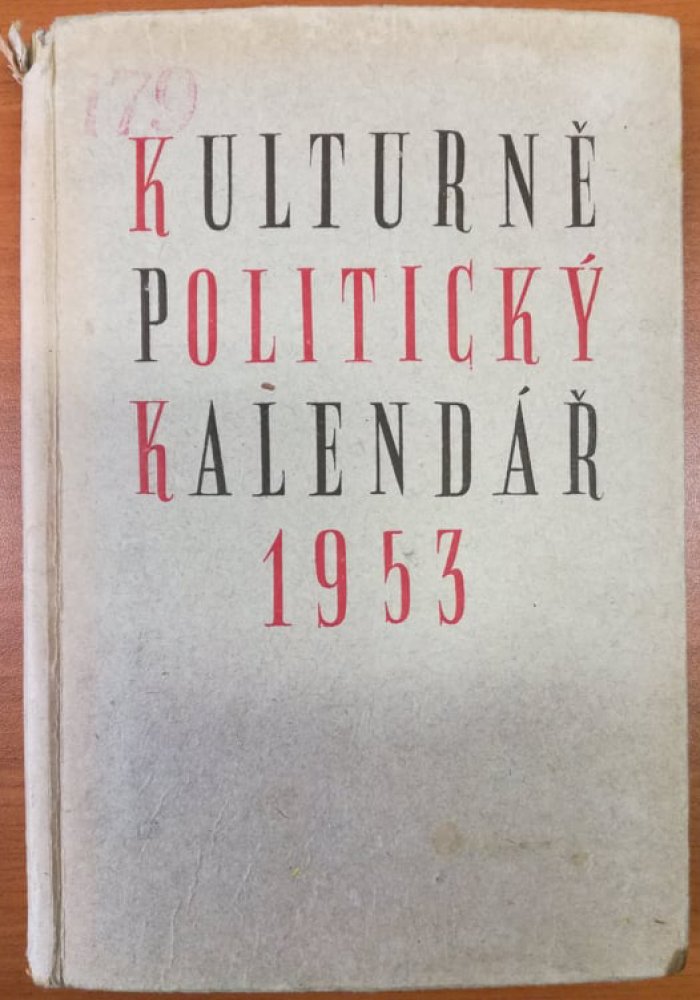 179
KULTURNĚ
POLITICKÝ
KALENDÁŘ
1953